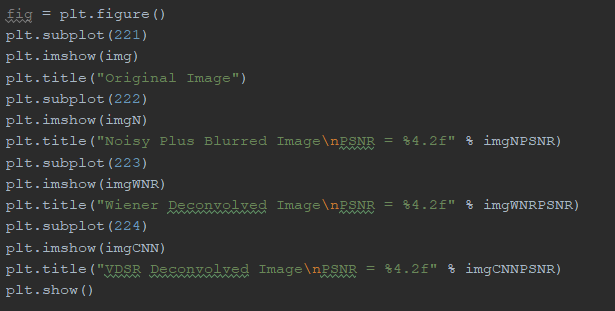 fig = plt.figure()
plt.subplot(221)
plt.imshow(img)
plt.title("Original Image")
plt.subplot(222)
plt.imshow(imgN)
plt.title("Noisy Plus Blurred Image\nPSNR = %4.2f" % imgNPSNR)
plt.subplot(223)
plt.imshow(imgWNR)
plt.title("Wiener Deconvolved Image\nPSNR = %4.2f" % imgWNRPSNR)
plt.subplot(224)
plt.imshow(imgCNN)
plt.title("VDSR Deconvolved Image\nPSNR = %4.2f" % imgCNNPSNR)
plt.show()